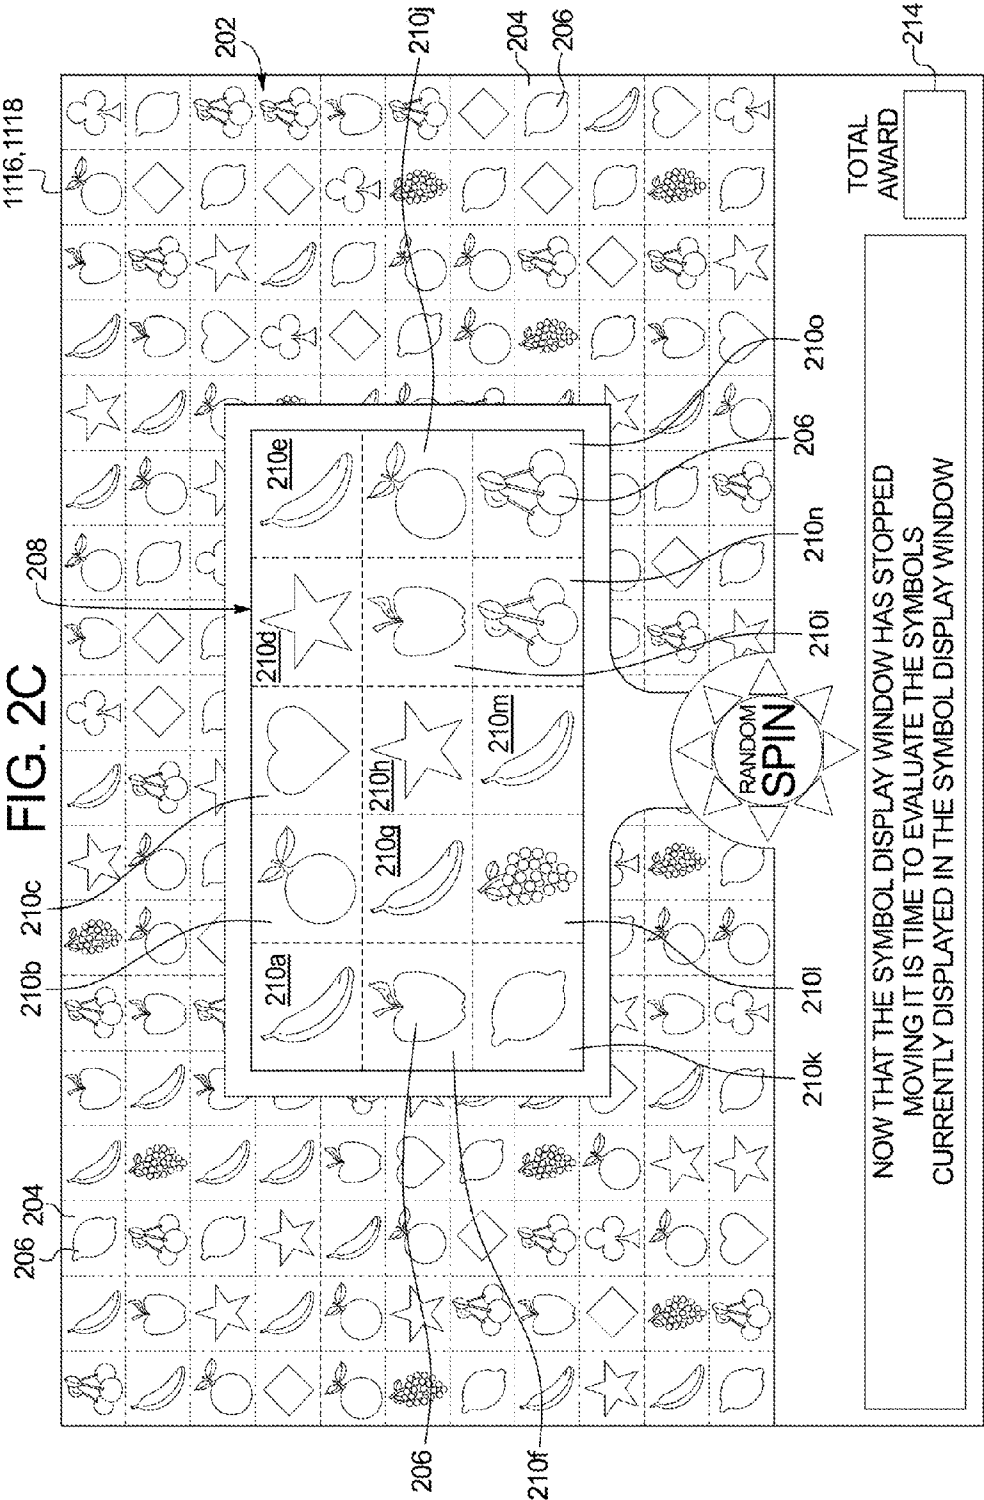 FIG. 2C
1116,1118
206
204
210b
210c
208
202
210a
210d
210e
210g
210h
210j
206
210m
204
210f
206
RANDOM
SPIN
210k
210l
210i
210n
206
210o
TOTAL
AWARD
214
NOW THAT THE SYMBOL DISPLAY WINDOW HAS STOPPED
MOVING IT IS TIME TO EVALUATE THE SYMBOLS
CURRENTLY DISPLAYED IN THE SYMBOL DISPLAY WINDOW